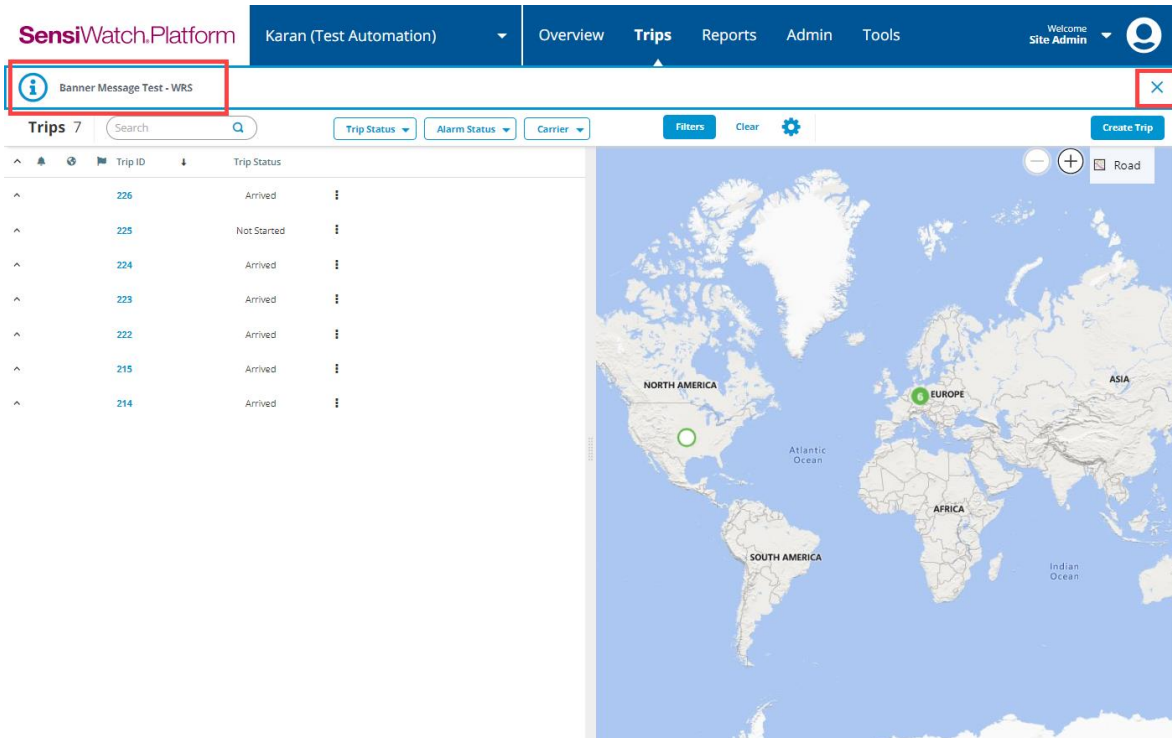 SensiWatch® Platform
Karan (Test Automation)
Overview Trips Reports Admin Tools
Welcome
Site Admin
Banner Message Test - WRS
Trips 7 Search Trip Status Alarm Status Carrier Filters Clear Create Trip
Trip ID Trip Status
226 Arrived
225 Not Started
224 Arrived
223 Arrived
222 Arrived
215 Arrived
214 Arrived
Road
NORTH AMERICA
ASIA
6 EUROPE
Atlantic
Ocean
AFRICA
SOUTH AMERICA
Indian
Ocean